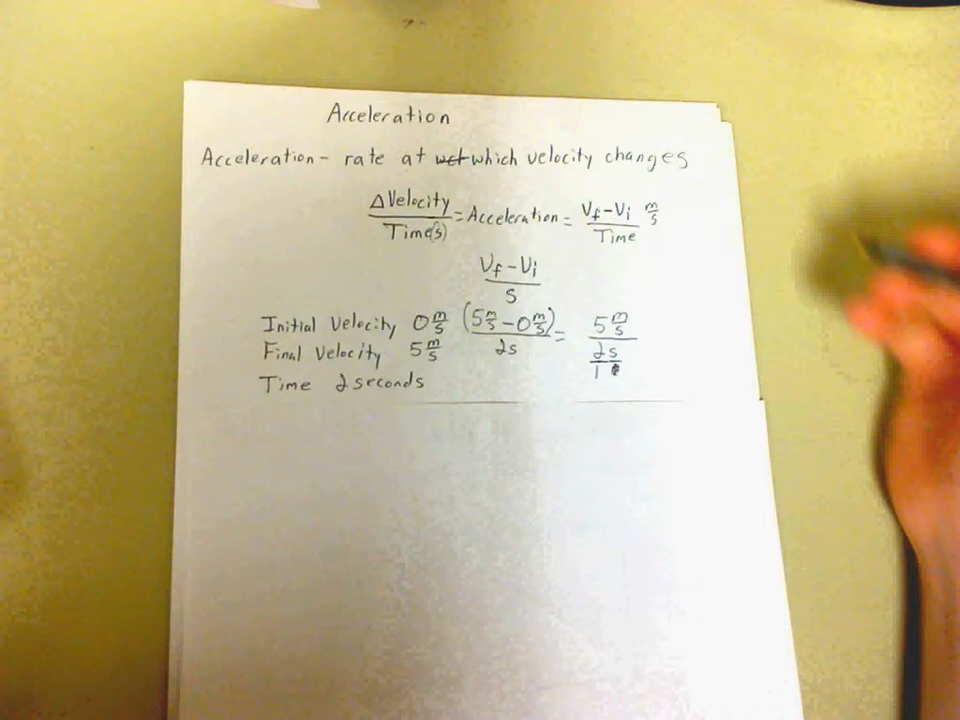 Acceleration
Acceleration - rate at wct which velocity changes
ΔVelocity/Time(s) = Acceleration = Vf-Vi/Time m/s
Vf-Vi/s
Initial Velocity 0 m/s (5 m/s - 0 m/s)/2s = 5 m/s / 2s/1
Final Velocity 5 m/s
Time 2 seconds